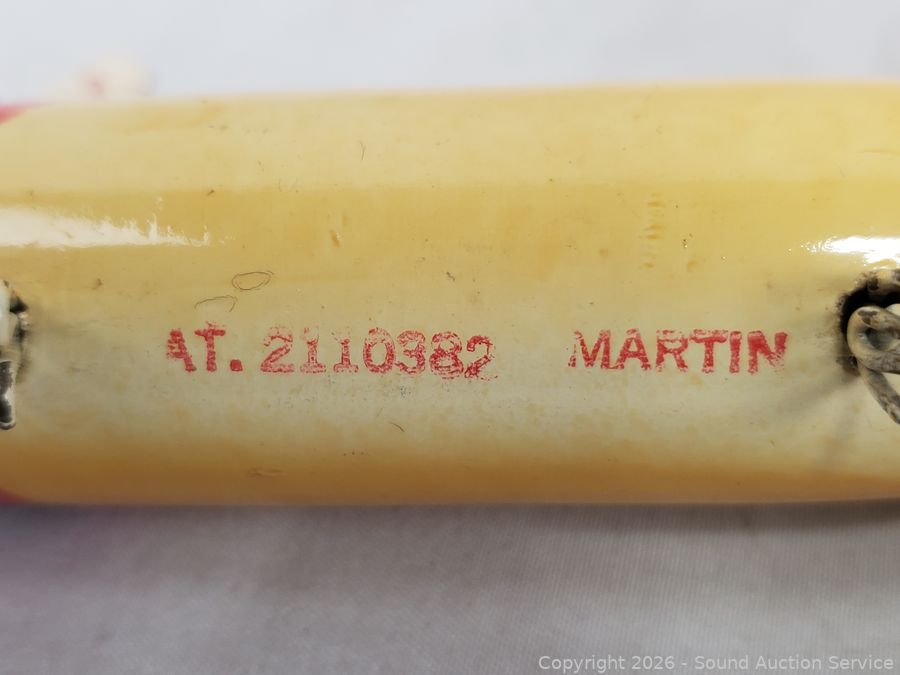 AT. 2110382 MARTIN
Copyright 2026 - Sound Auction Service